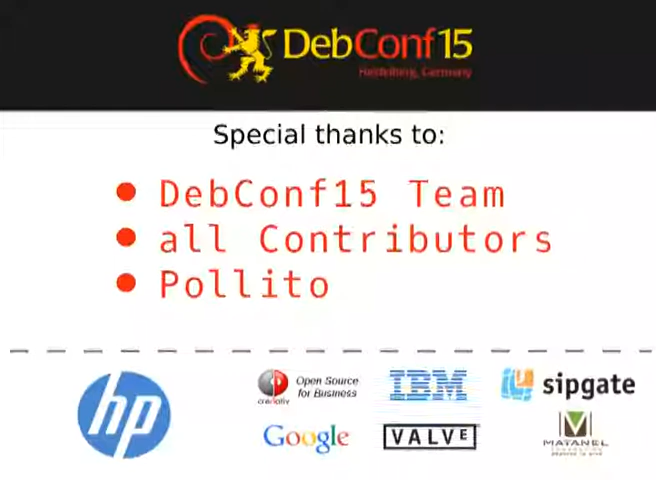 DebConf15
Heidelberg, Germany
Special thanks to:
DebConf15 Team
all Contributors
Pollito
hp
credativ
Open Source
for Business
IBM
sipgate
Google
VALVE
MATANEL